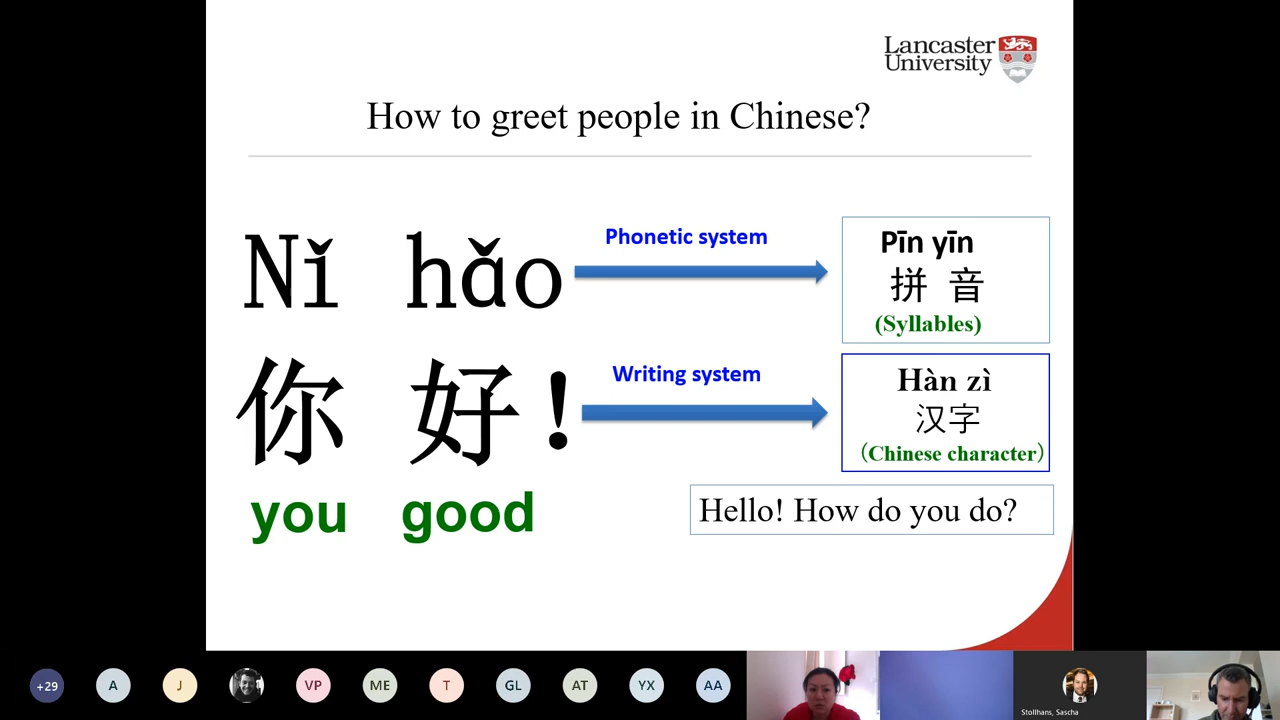 Lancaster
University
How to greet people in Chinese?
Nǐ hǎo
Phonetic system
Pīn yīn
拼 音
(Syllables)
你 好!
Writing system
Hàn zì
汉字
（Chinese character）
you good
Hello! How do you do?
+29
A
J
VP
ME
T
GL
AT
YX
AA
Stollhans, Sascha